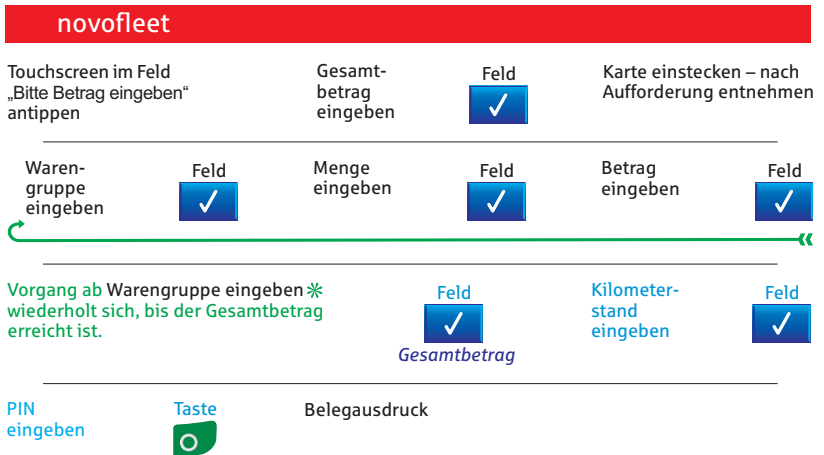 novofleet
Touchscreen im Feld
„Bitte Betrag eingeben“
antippen
Gesamt-
betrag
eingeben
Feld
Karte einstecken – nach
Aufforderung entnehmen
Waren-
gruppe
eingeben
Feld
Menge
eingeben
Feld
Betrag
eingeben
Feld
Vorgang ab Warengruppe eingeben *
wiederholt sich, bis der Gesamtbetrag
erreicht ist.
Feld
Gesamtbetrag
Kilometer-
stand
eingeben
Feld
PIN
eingeben
Taste
Belegausdruck